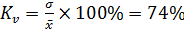 K_v = σ/x̄ × 100% = 74%